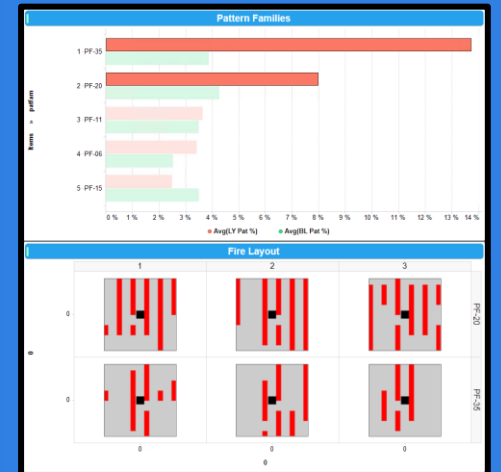 Pattern Families
1 PF-35
2 PF-20
3 PF-11
4 PF-06
5 PF-15
Items = patfam
0 % 1 % 2 % 3 % 4 % 5 % 6 % 7 % 8 % 9 % 10 % 11 % 12 % 13 % 14 %
Avg(LY Pat %) Avg(BL Pat %)
Fire Layout
1 2 3
0
PF-20
0
0
PF-35
0 0 0
0